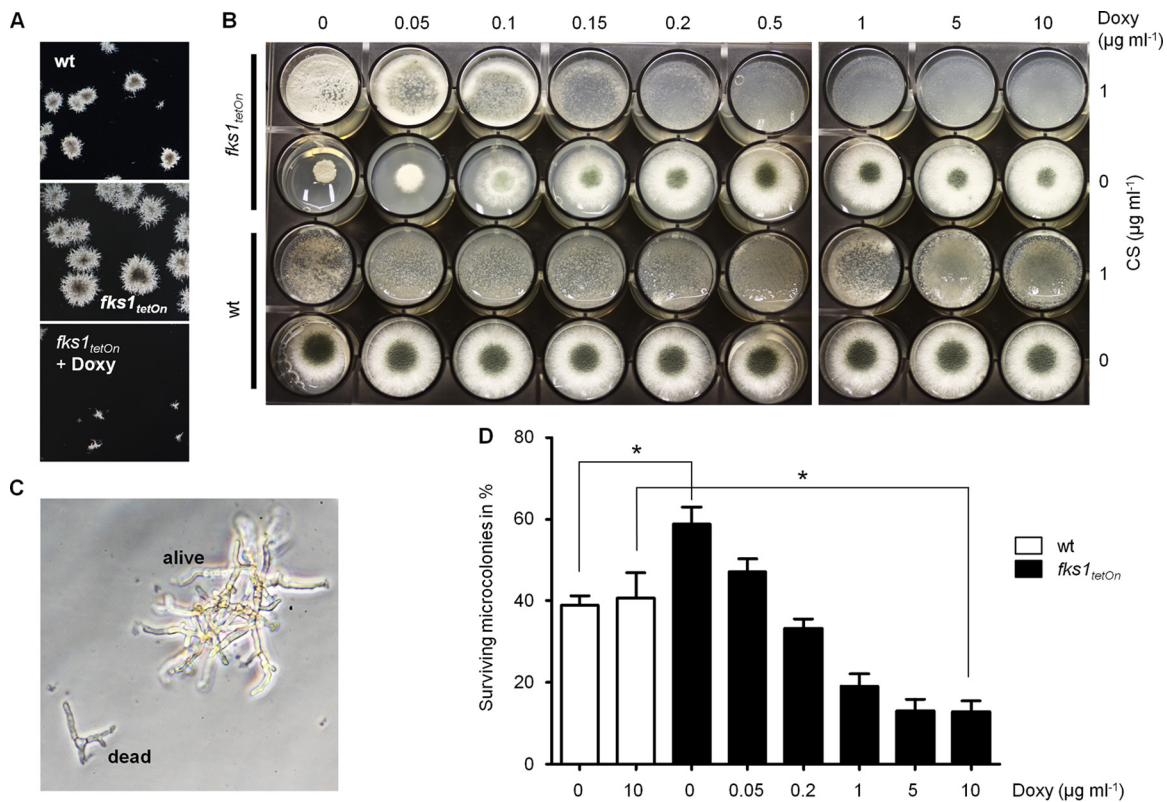 A
wt
fks1tetOn
fks1tetOn
+ Doxy
B
0 0.05 0.1 0.15 0.2 0.5 1 5 10 Doxy
(µg ml-1)
fks1tetOn
wt
1
0
1
0
CS (µg ml-1)
C
alive
dead
D
Surviving microcolonies in %
80
60
40
20
0
*
*
wt
fks1tetOn
0 10 0 0.05 0.2 1 5 10 Doxy (µg ml-1)